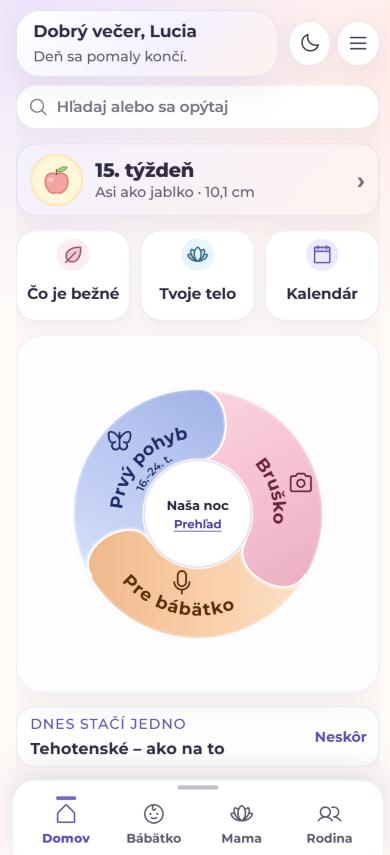 Dobrý večer, Lucia
Deň sa pomaly končí.
Hľadaj alebo sa opýtaj
15. týždeň
Asi ako jablko · 10,1 cm
›
Čo je bežné
Tvoje telo
Kalendár
Prvý pohyb
16.–24. t.
Bruško
Naša noc
Prehľad
Pre bábätko
DNES STAČÍ JEDNO
Tehotenské – ako na to
Neskôr
Domov
Bábätko
Mama
Rodina